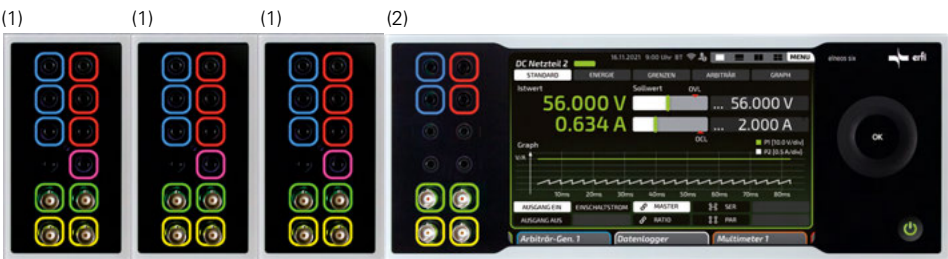 (1) (1) (1) (2)
16.11.2021 9:00 Uhr BT MENU
DC Netzteil 2
STANDARD ENERGIE GRENZEN ARBITRÄR GRAPH
Istwert Sollwert OVL
56.000 V ... 56.000 V
0.634 A ... 2.000 A
OCL
Graph P1 [10.0 V/div]
V/A P2 [0.5 A/div]
10ms 20ms 30ms 40ms 50ms 60ms 70ms 80ms
AUSGANG EIN EINSCHALTSTROM MASTER SER
AUSGANG AUS RATIO PAR
Arbiträr-Gen. 1 Datenlogger Multimeter 1
elneos six erfi
OK